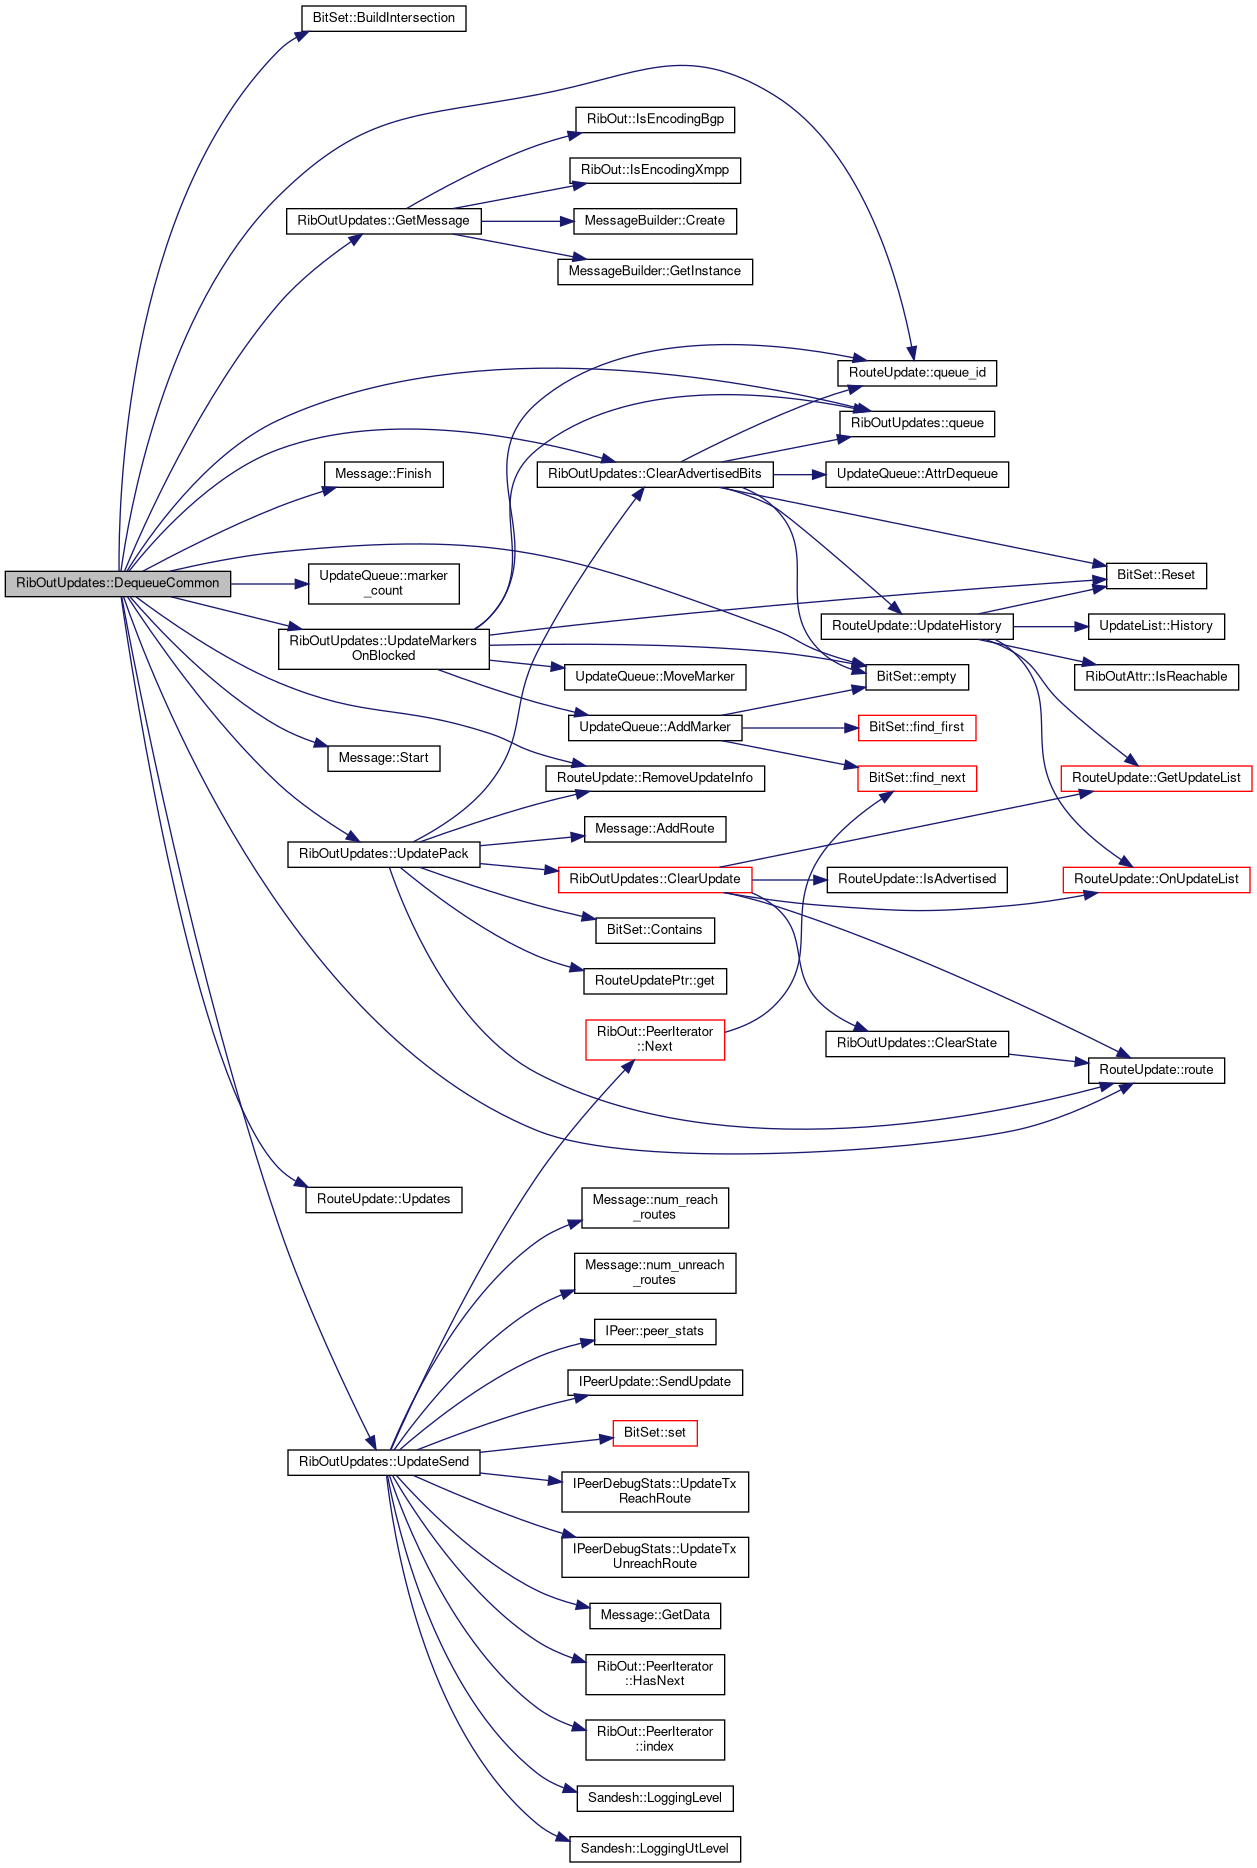 BitSet::BuildIntersection
RibOut::IsEncodingBgp
RibOut::IsEncodingXmpp
RibOutUpdates::GetMessage
MessageBuilder::Create
MessageBuilder::GetInstance
RouteUpdate::queue_id
RibOutUpdates::queue
Message::Finish
RibOutUpdates::ClearAdvertisedBits
UpdateQueue::AttrDequeue
RibOutUpdates::DequeueCommon
UpdateQueue::marker
_count
BitSet::Reset
RibOutUpdates::UpdateMarkers
OnBlocked
RouteUpdate::UpdateHistory
UpdateList::History
UpdateQueue::MoveMarker
BitSet::empty
RibOutAttr::IsReachable
UpdateQueue::AddMarker
BitSet::find_first
Message::Start
RouteUpdate::RemoveUpdateInfo
BitSet::find_next
RouteUpdate::GetUpdateList
Message::AddRoute
RibOutUpdates::UpdatePack
RibOutUpdates::ClearUpdate
RouteUpdate::IsAdvertised
RouteUpdate::OnUpdateList
BitSet::Contains
RouteUpdatePtr::get
RibOut::PeerIterator
::Next
RibOutUpdates::ClearState
RouteUpdate::route
RouteUpdate::Updates
Message::num_reach
_routes
Message::num_unreach
_routes
IPeer::peer_stats
IPeerUpdate::SendUpdate
BitSet::set
RibOutUpdates::UpdateSend
IPeerDebugStats::UpdateTx
ReachRoute
IPeerDebugStats::UpdateTx
UnreachRoute
Message::GetData
RibOut::PeerIterator
::HasNext
RibOut::PeerIterator
::index
Sandesh::LoggingLevel
Sandesh::LoggingUtLevel